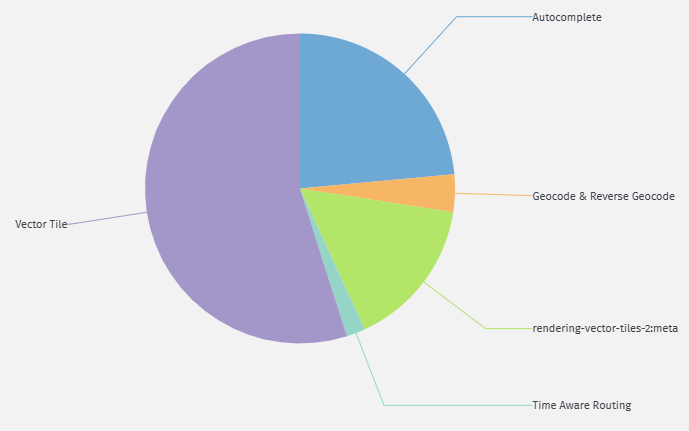 Autocomplete
Geocode & Reverse Geocode
Vector Tile
rendering-vector-tiles-2:meta
Time Aware Routing